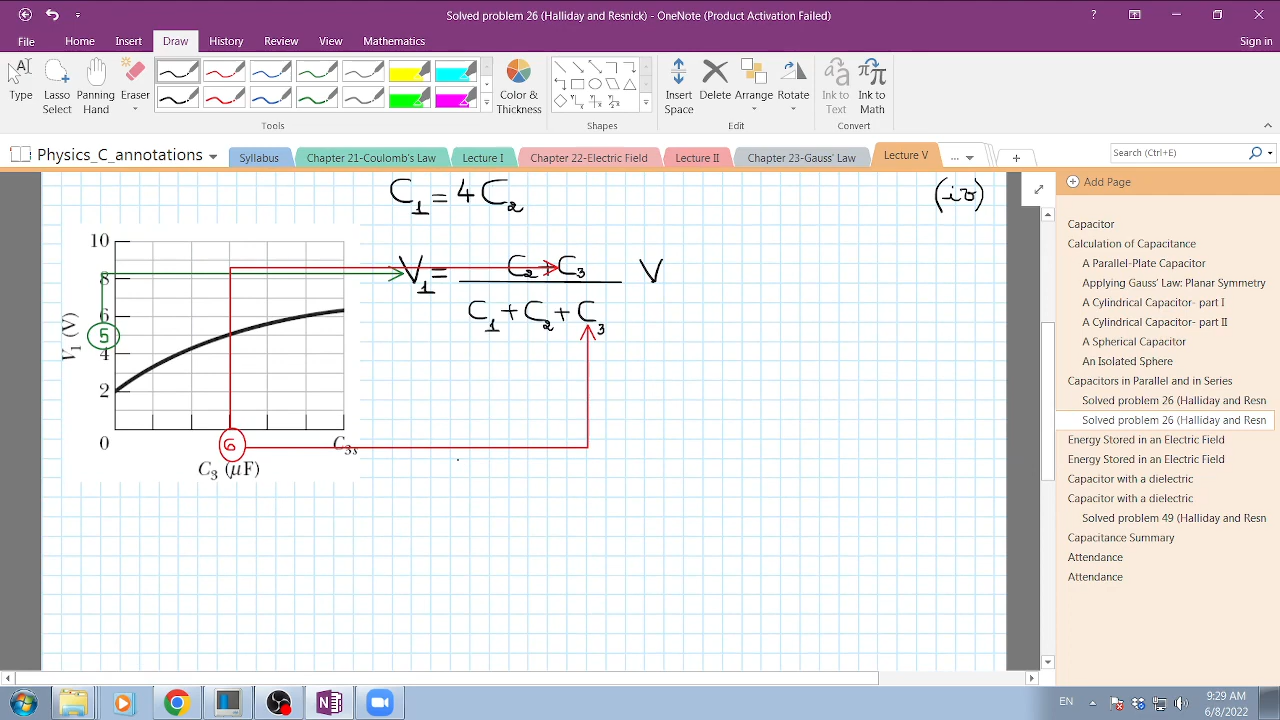 Solved problem 26 (Halliday and Resnick) - OneNote (Product Activation Failed)
File Home Insert Draw History Review View Mathematics Sign in
Type Lasso Select Panning Hand Eraser Color & Thickness Insert Space Delete Arrange Rotate Ink to Text Ink to Math
Tools Shapes Edit Convert
Physics_C_annotations Syllabus Chapter 21-Coulomb's Law Lecture I Chapter 22-Electric Field Lecture II Chapter 23-Gauss' Law Lecture V ... Search (Ctrl+E)
Add Page
C₁ = 4 C₂ (iv)
Capacitor
Calculation of Capacitance
A Parallel-Plate Capacitor
Applying Gauss' Law: Planar Symmetry
A Cylindrical Capacitor- part I
A Cylindrical Capacitor- part II
A Spherical Capacitor
An Isolated Sphere
Capacitors in Parallel and in Series
Solved problem 26 (Halliday and Resn
Solved problem 26 (Halliday and Resn
Energy Stored in an Electric Field
Energy Stored in an Electric Field
Capacitor with a dielectric
Capacitor with a dielectric
Solved problem 49 (Halliday and Resn
Capacitance Summary
Attendance
Attendance
10
8
6
5
4
2
0
V₁ (V)
6
C₃s
C₃ (μF)
V₁ = C₂+C₃ V
C₁ + C₂ + C₃
EN 9:29 AM
6/8/2022